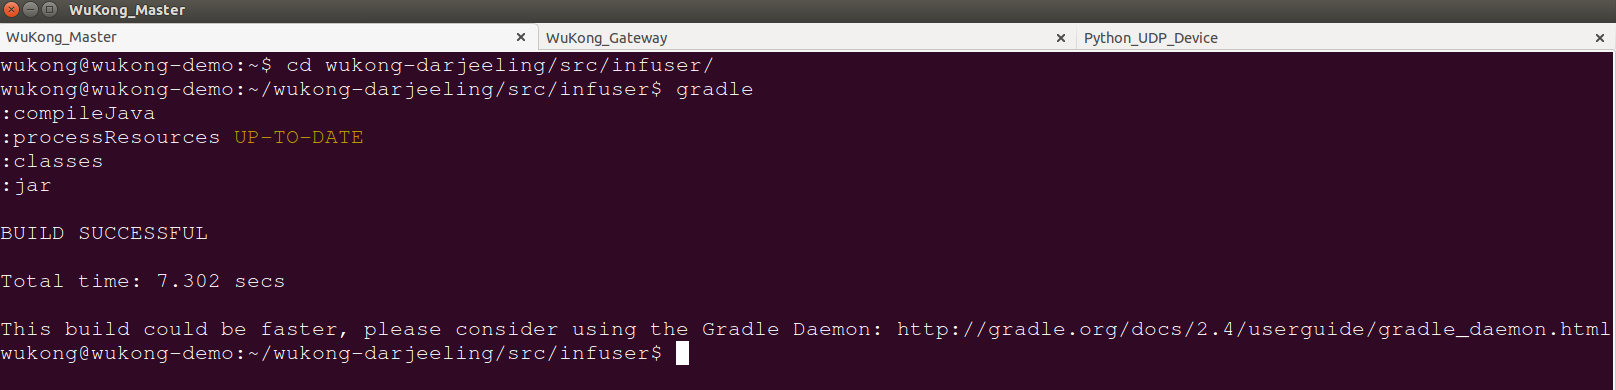 WuKong_Master
WuKong_Master WuKong_Gateway Python_UDP_Device
wukong@wukong-demo:~$ cd wukong-darjeeling/src/infuser/
wukong@wukong-demo:~/wukong-darjeeling/src/infuser$ gradle
:compileJava
:processResources UP-TO-DATE
:classes
:jar
BUILD SUCCESSFUL
Total time: 7.302 secs
This build could be faster, please consider using the Gradle Daemon: http://gradle.org/docs/2.4/userguide/gradle_daemon.html
wukong@wukong-demo:~/wukong-darjeeling/src/infuser$